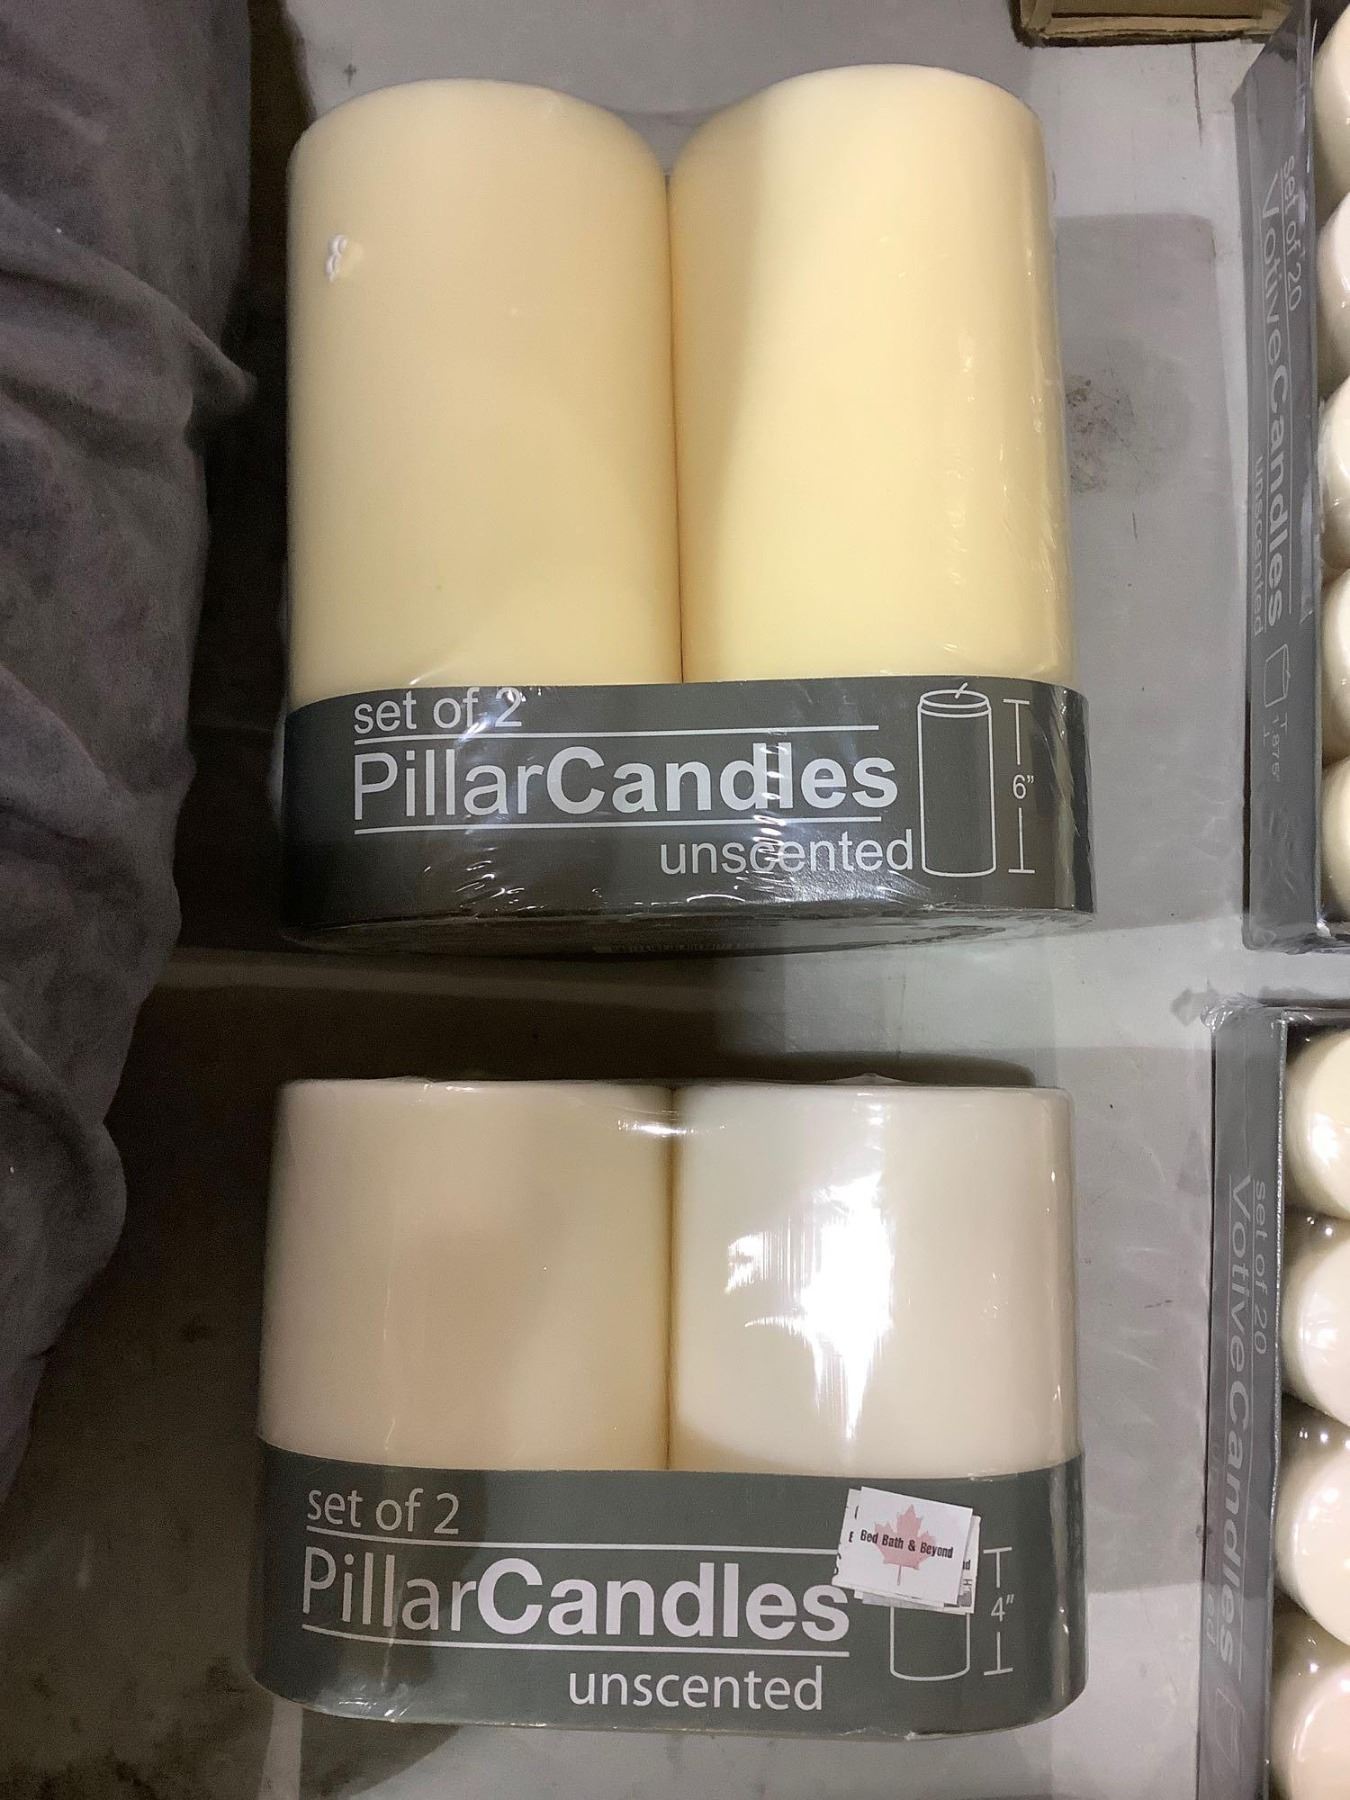 set of 2
PillarCandles
unscented
6”
set of 2
PillarCandles
unscented
Bed Bath & Beyond
4”
set of 20
VotiveCandles
unscented
set of 20
VotiveCandles